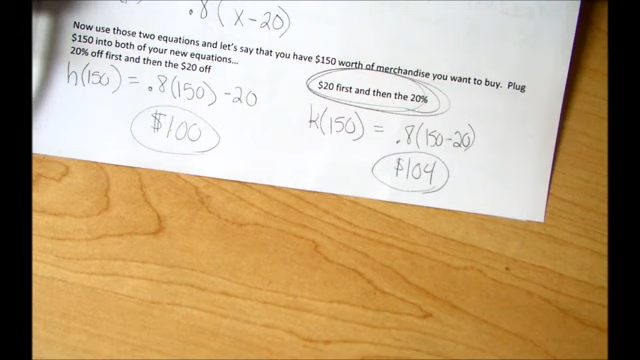 .8(x-20)
Now use those two equations and let's say that you have $150 worth of merchandise you want to buy. Plug
$150 into both of your new equations…
20% off first and then the $20 off
$20 first and then the 20%
h(150) = .8(150) -20
k(150) = .8(150-20)
$100
$104